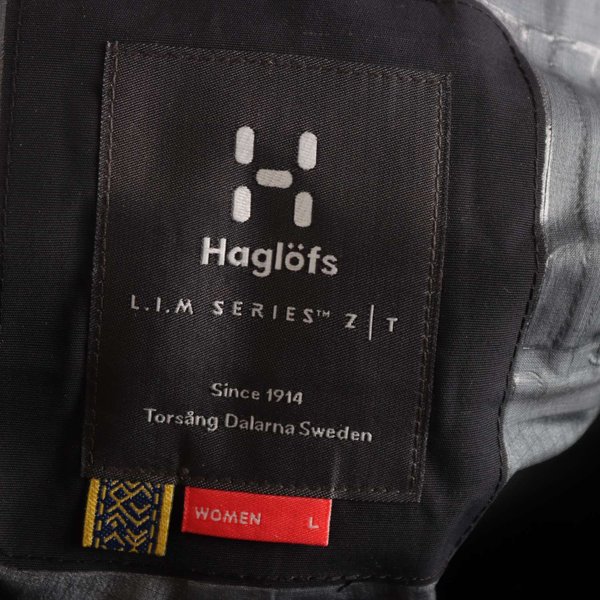 Haglöfs
L.I.M SERIES™ Z|T
Since 1914
Torsång Dalarna Sweden
WOMEN L